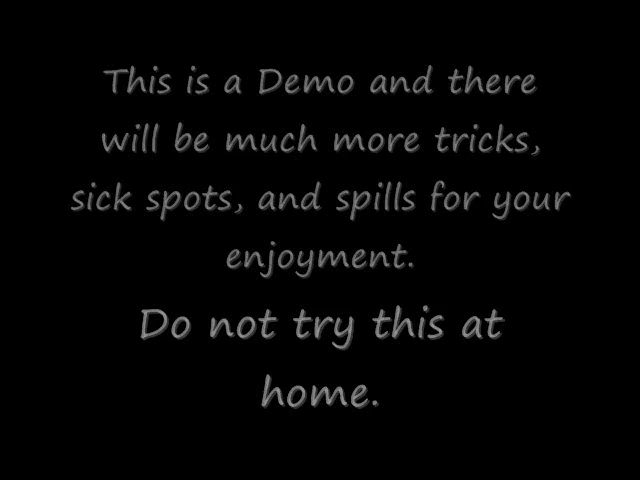 This is a Demo and there
will be much more tricks,
sick spots, and spills for your
enjoyment.
Do not try this at
home.